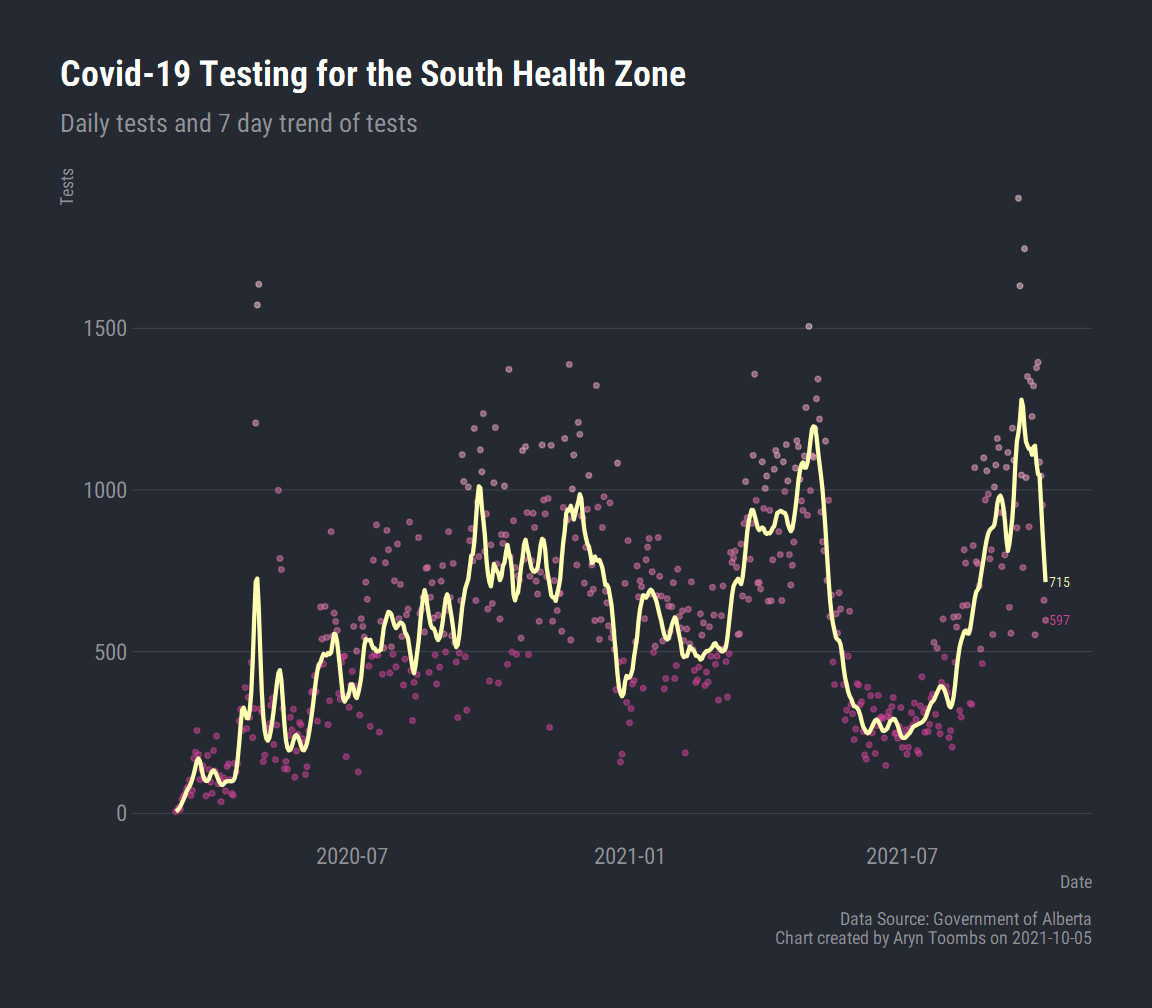 Covid-19 Testing for the South Health Zone
Daily tests and 7 day trend of tests
Tests
1500
1000
500
0
715
597
2020-07
2021-01
2021-07
Date
Data Source: Government of Alberta
Chart created by Aryn Toombs on 2021-10-05